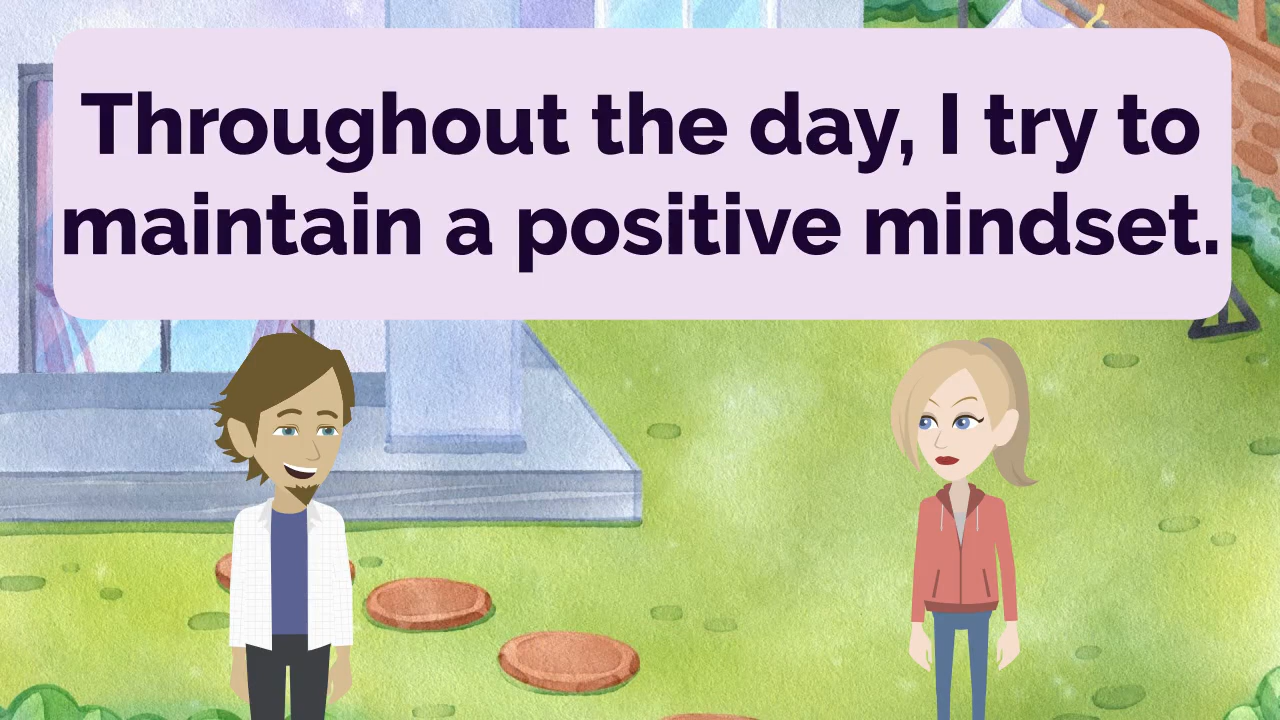 Throughout the day, I try to
maintain a positive mindset.